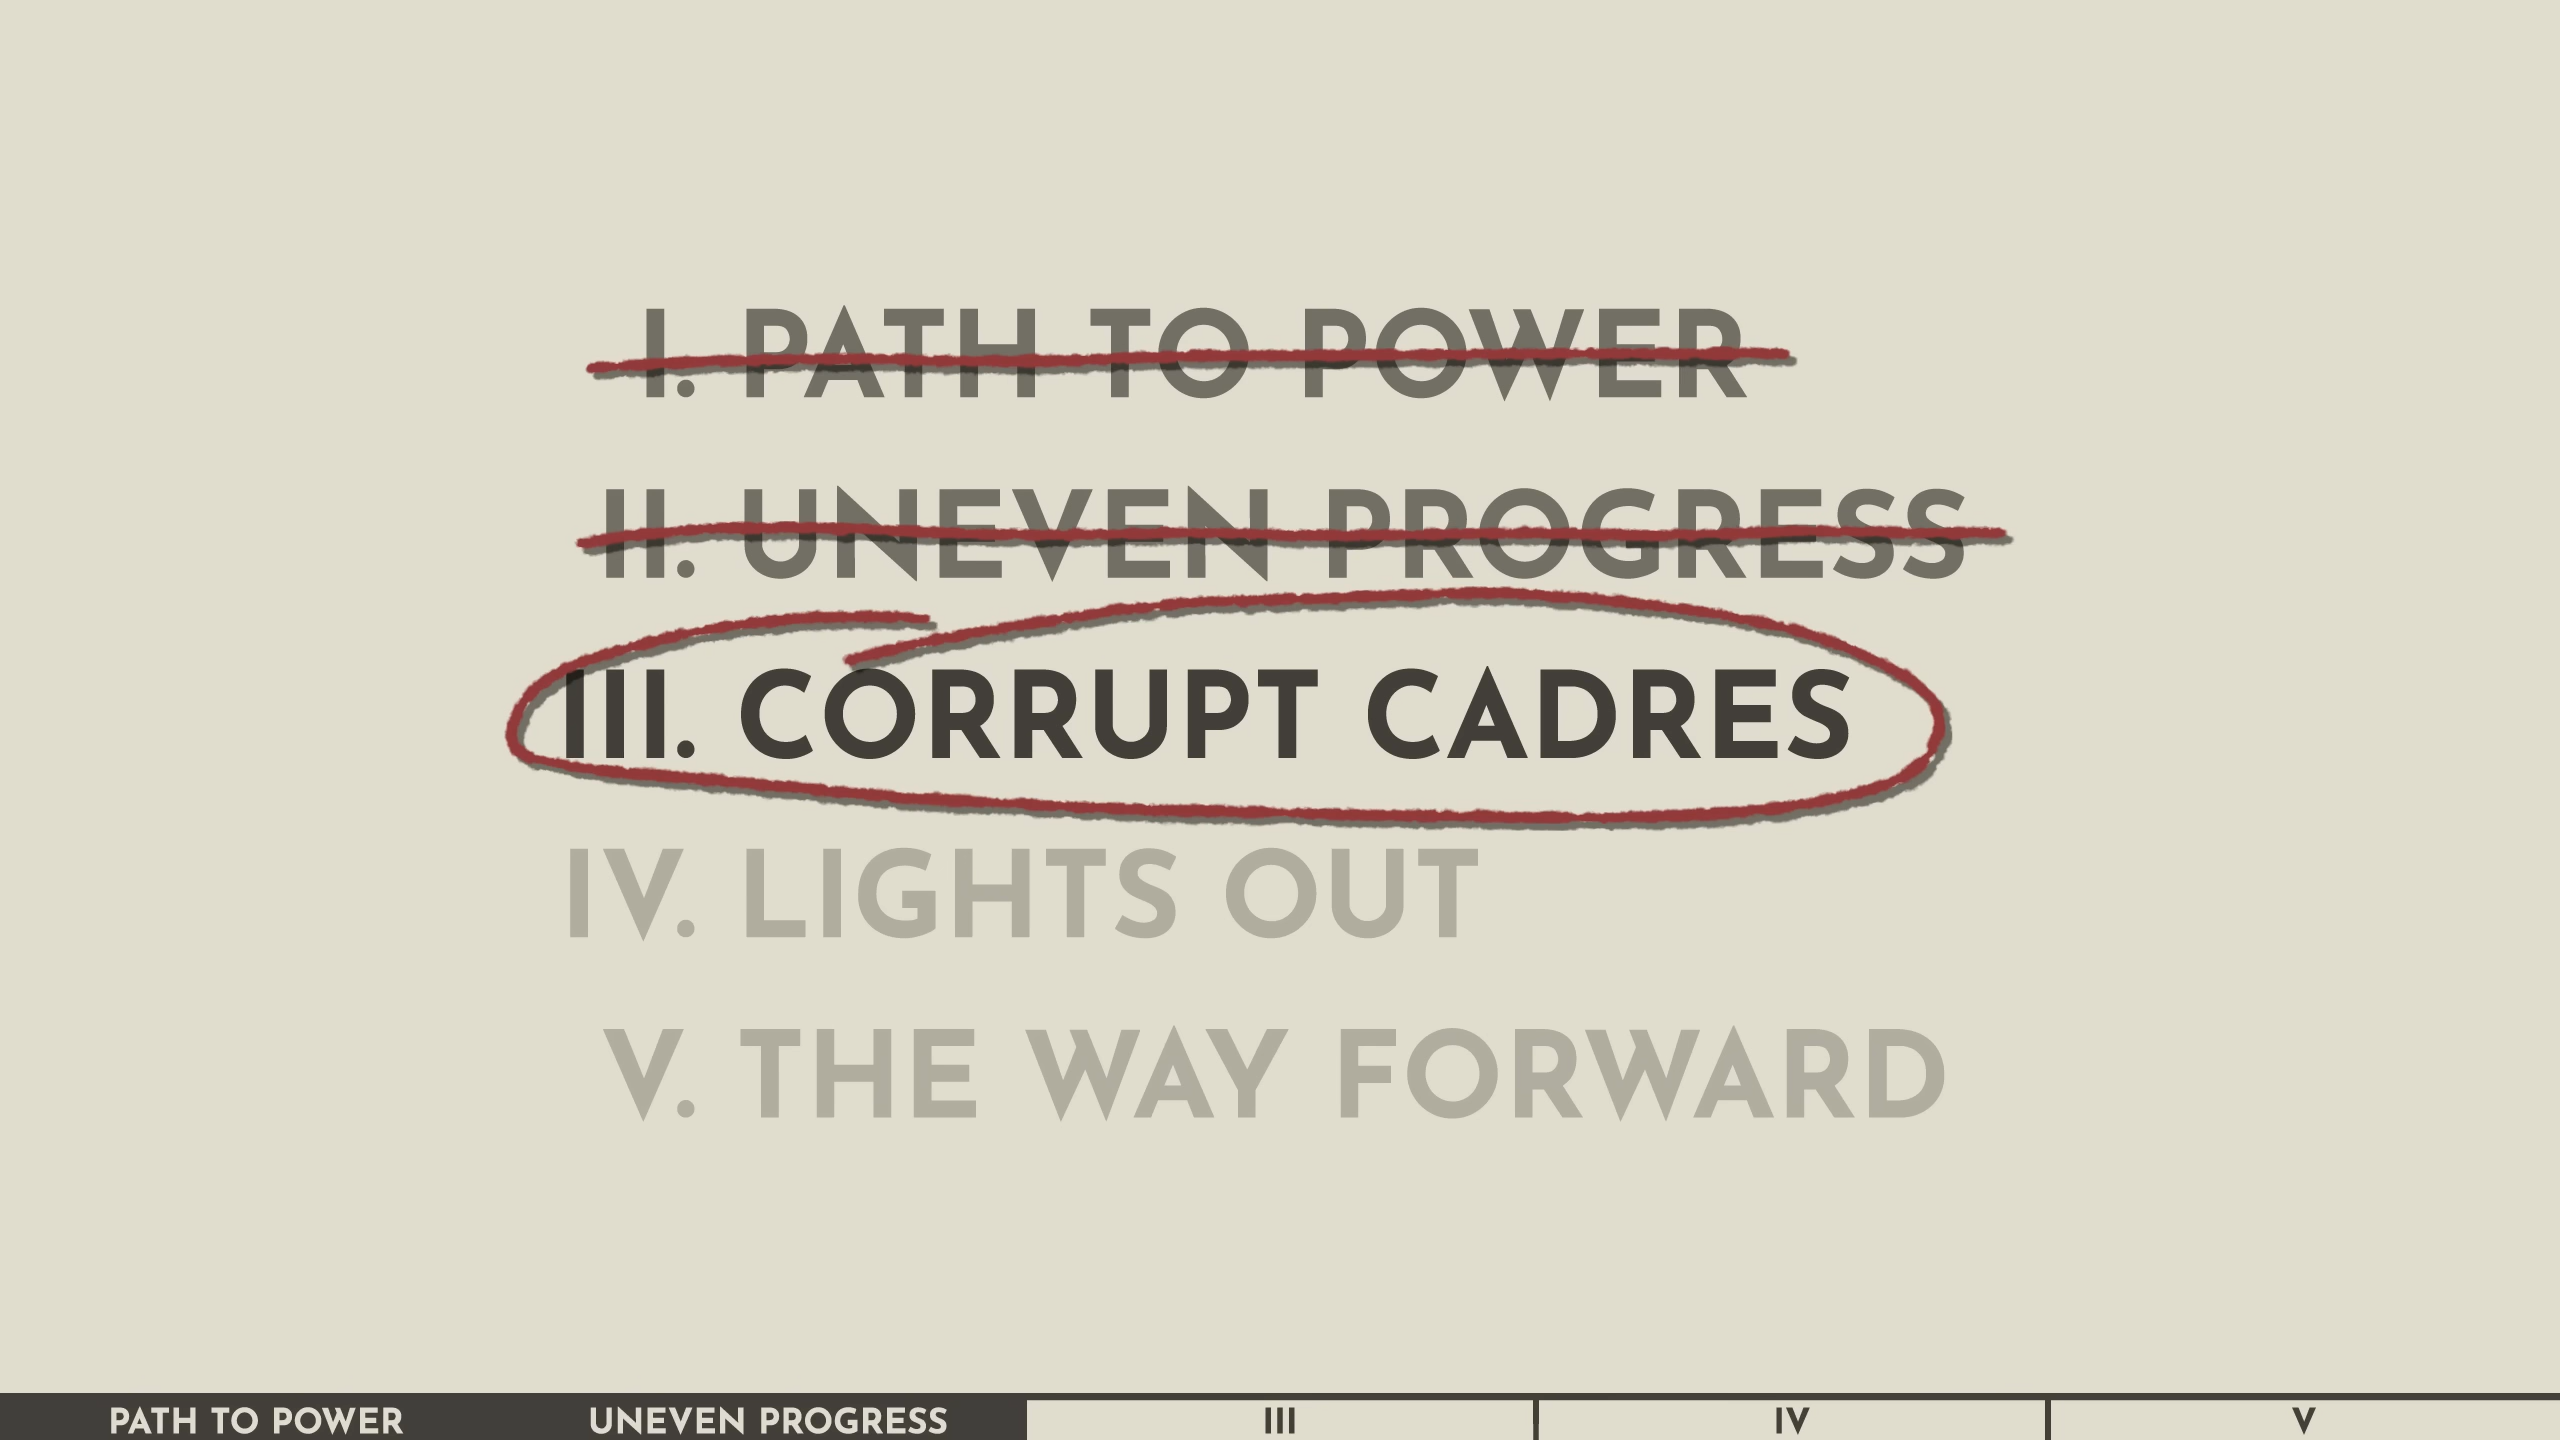 I. PATH TO POWER
II. UNEVEN PROGRESS
III. CORRUPT CADRES
IV. LIGHTS OUT
V. THE WAY FORWARD
PATH TO POWER UNEVEN PROGRESS III IV V